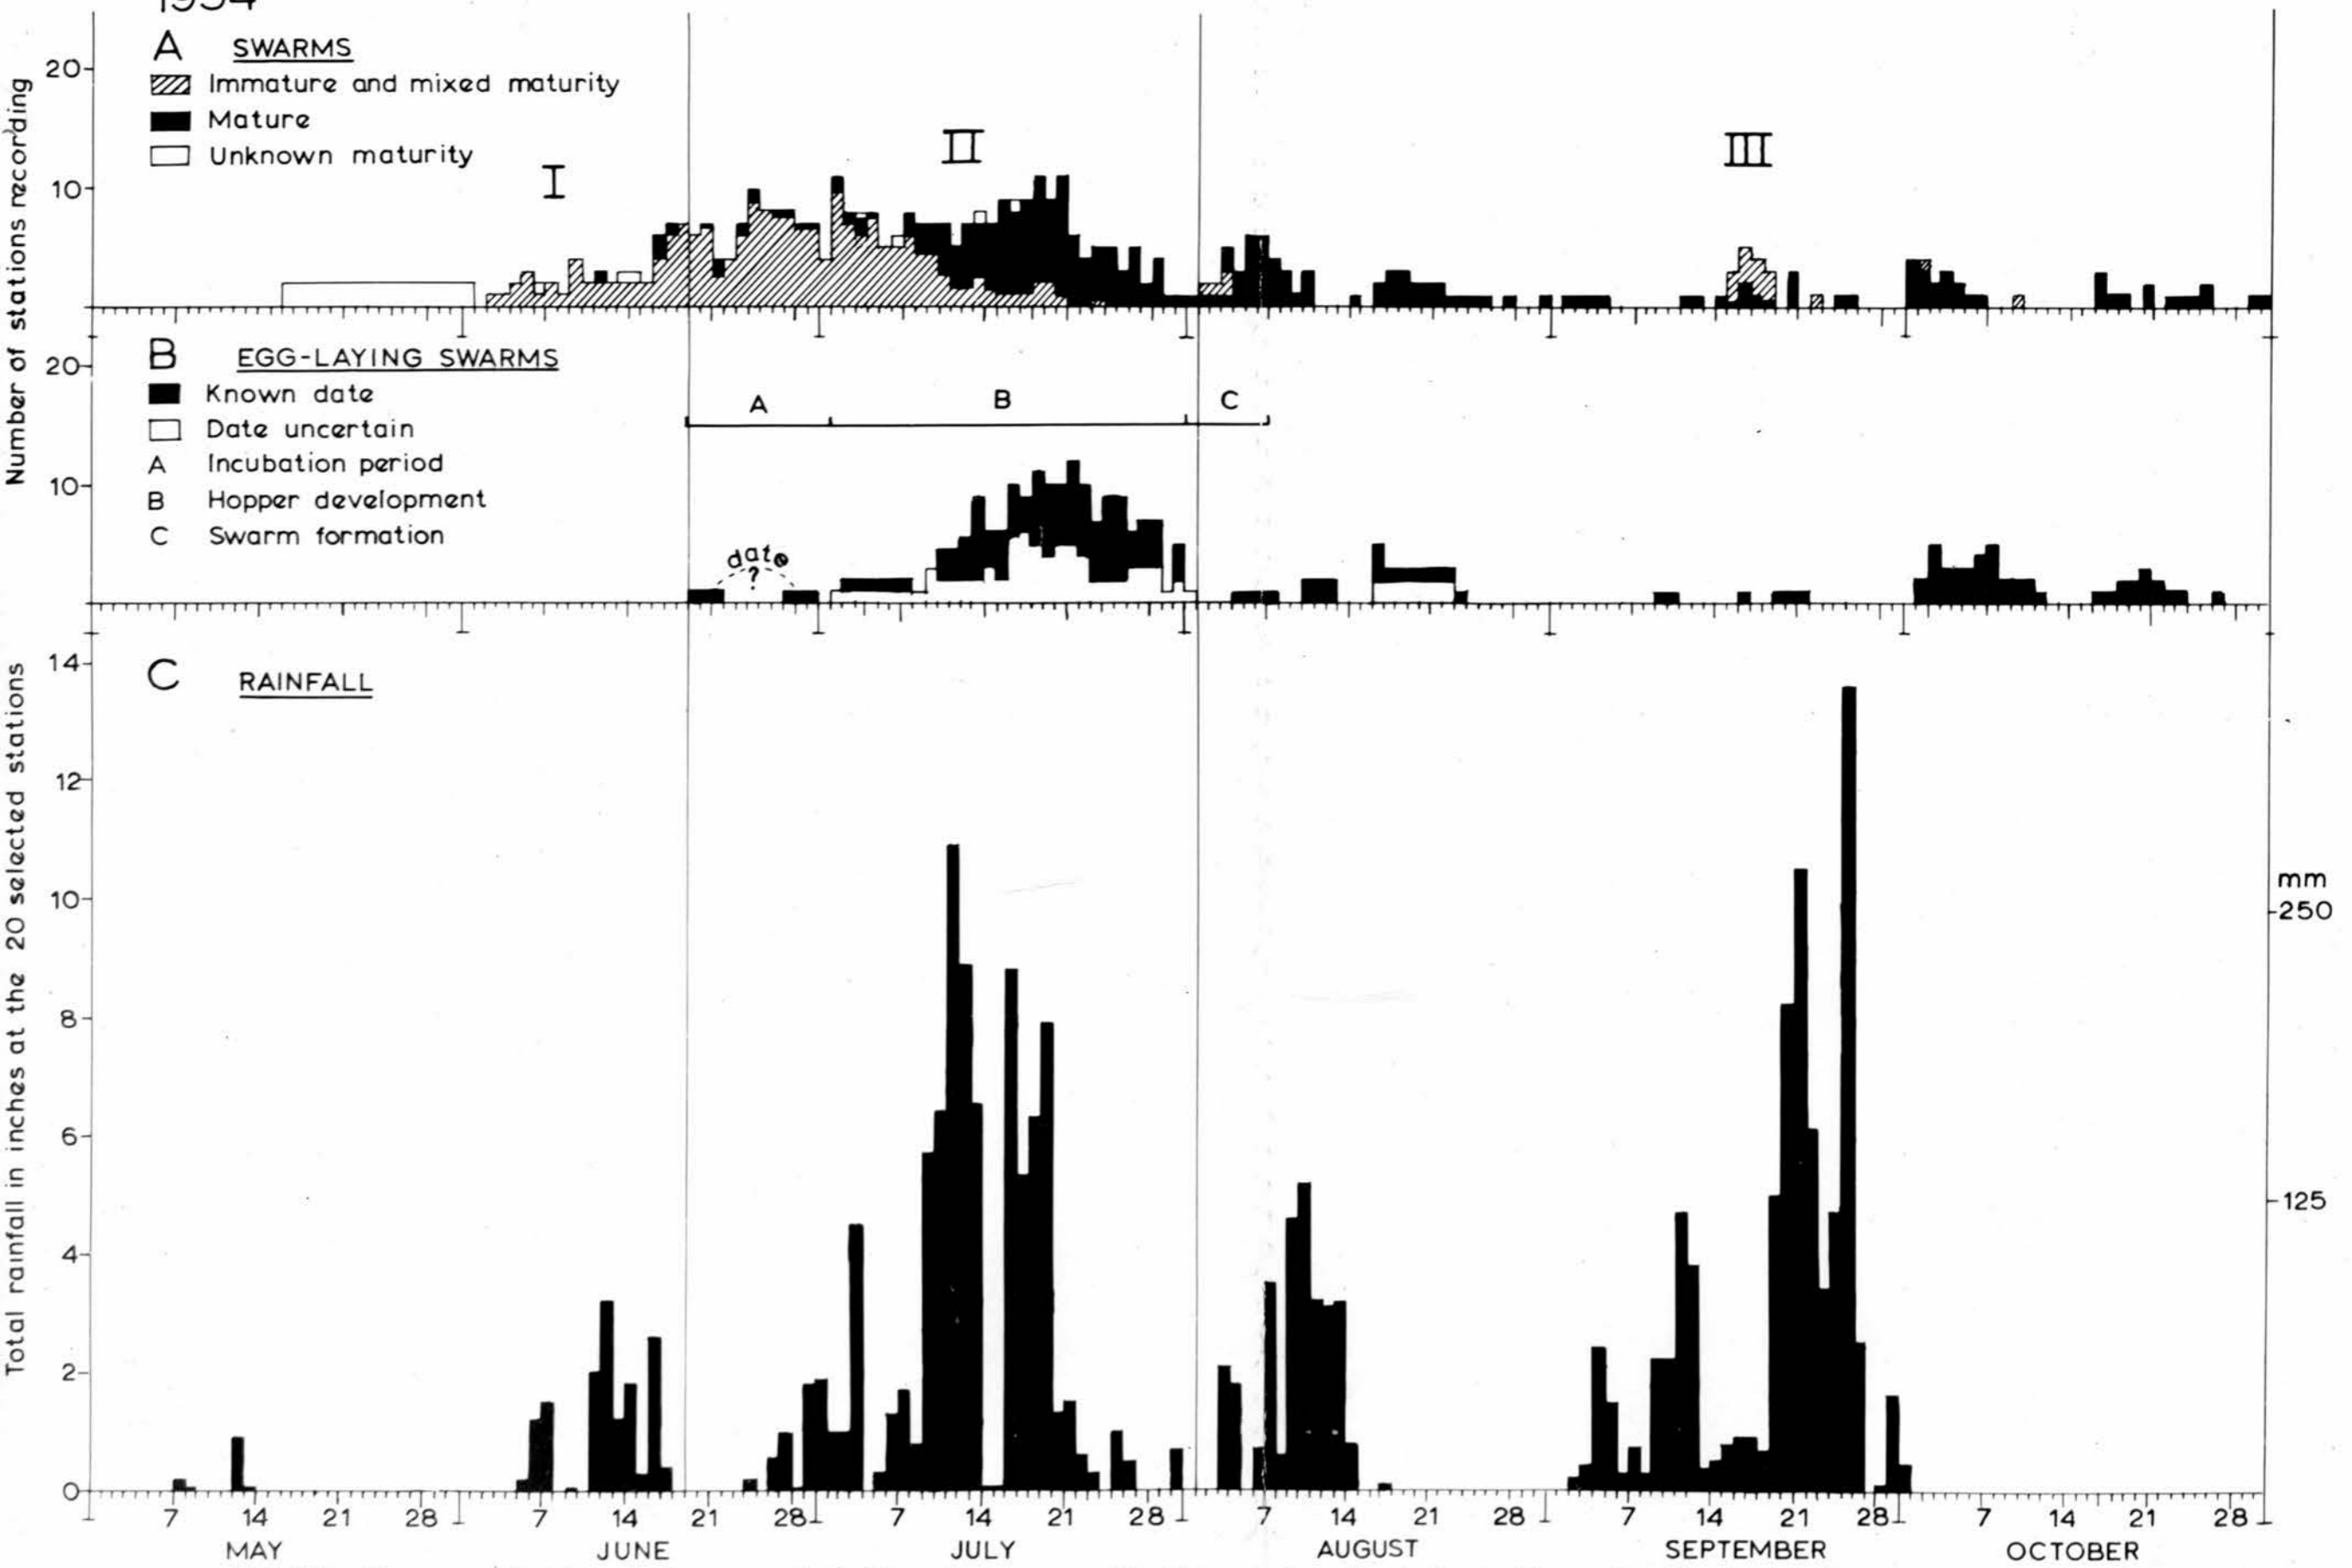 1954
A SWARMS
Immature and mixed maturity
Mature
Unknown maturity
I
II
III
20
10
Number of stations recording
B EGG-LAYING SWARMS
Known date
Date uncertain
A Incubation period
B Hopper development
C Swarm formation
20
10
A B C
date
?
C RAINFALL
14
12
10
8
6
4
2
0
Total rainfall in inches at the 20 selected stations
mm
250
125
7 14 21 28 7 14 21 28 7 14 21 28 7 14 21 28 7 14 21 28 7 14 21 28
MAY JUNE JULY AUGUST SEPTEMBER OCTOBER